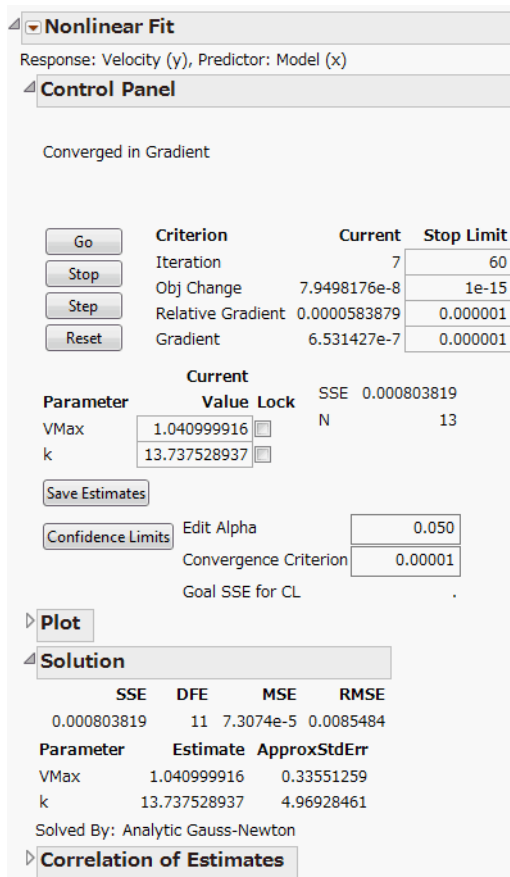 Nonlinear Fit
Response: Velocity (y), Predictor: Model (x)
Control Panel
Converged in Gradient
Go
Stop
Step
Reset
Criterion Current Stop Limit
Iteration 7 60
Obj Change 7.9498176e-8 1e-15
Relative Gradient 0.0000583879 0.000001
Gradient 6.531427e-7 0.000001
Current
Parameter Value Lock
VMax 1.040999916
k 13.737528937
SSE 0.000803819
N 13
Save Estimates
Confidence Limits
Edit Alpha 0.050
Convergence Criterion 0.00001
Goal SSE for CL .
Plot
Solution
SSE DFE MSE RMSE
0.000803819 11 7.3074e-5 0.0085484
Parameter Estimate ApproxStdErr
VMax 1.040999916 0.33551259
k 13.737528937 4.96928461
Solved By: Analytic Gauss-Newton
Correlation of Estimates